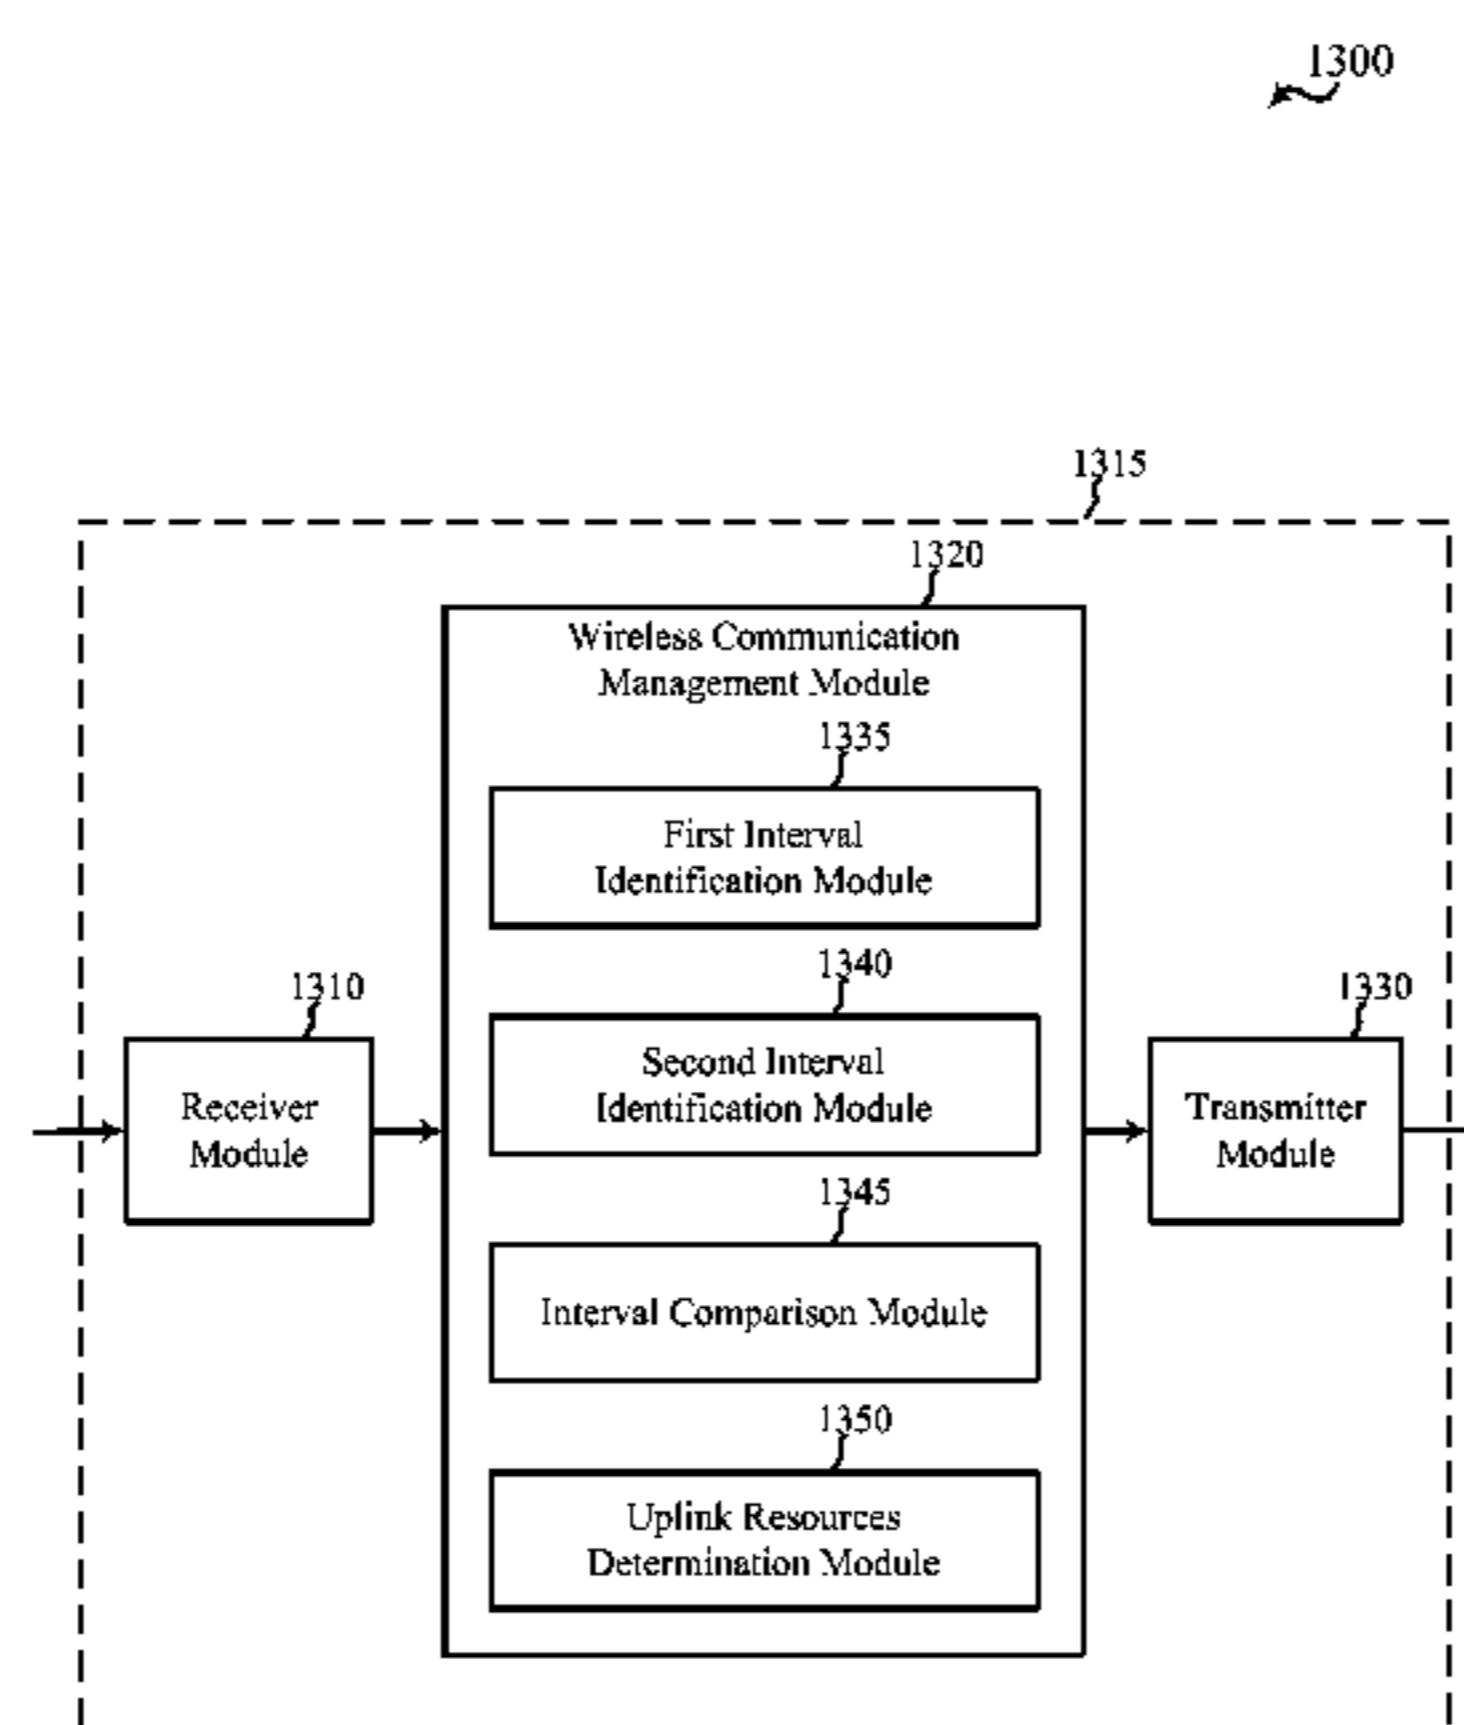 1300
1315
1320
Wireless Communication
Management Module
1335
First Interval
Identification Module
1340
Second Interval
Identification Module
1310
Receiver
Module
1330
Transmitter
Module
1345
Interval Comparison Module
1350
Uplink Resources
Determination Module